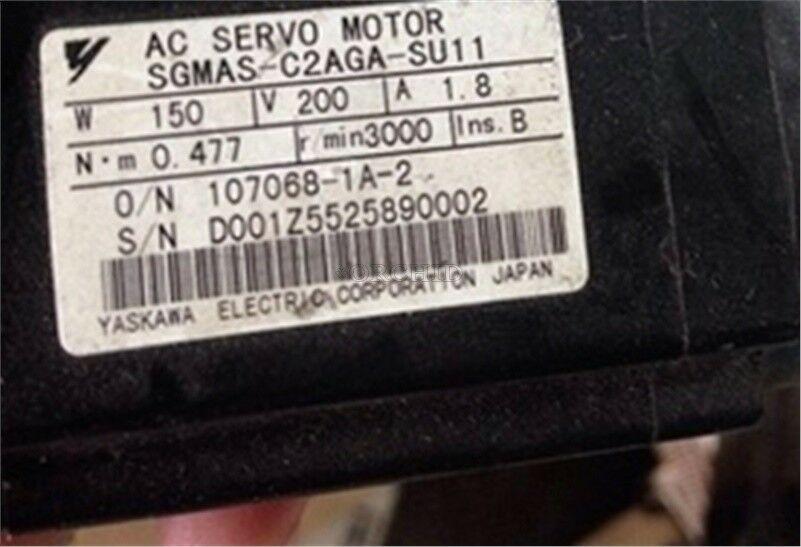 AC SERVO MOTOR
SGMAS-C2AGA-SU11
W 150 V 200 A 1.8
N·m 0.477 r/min3000 Ins. B
O/N 107068-1A-2
S/N D001Z5525890002
ORCHID
YASKAWA ELECTRIC CORPORATION JAPAN